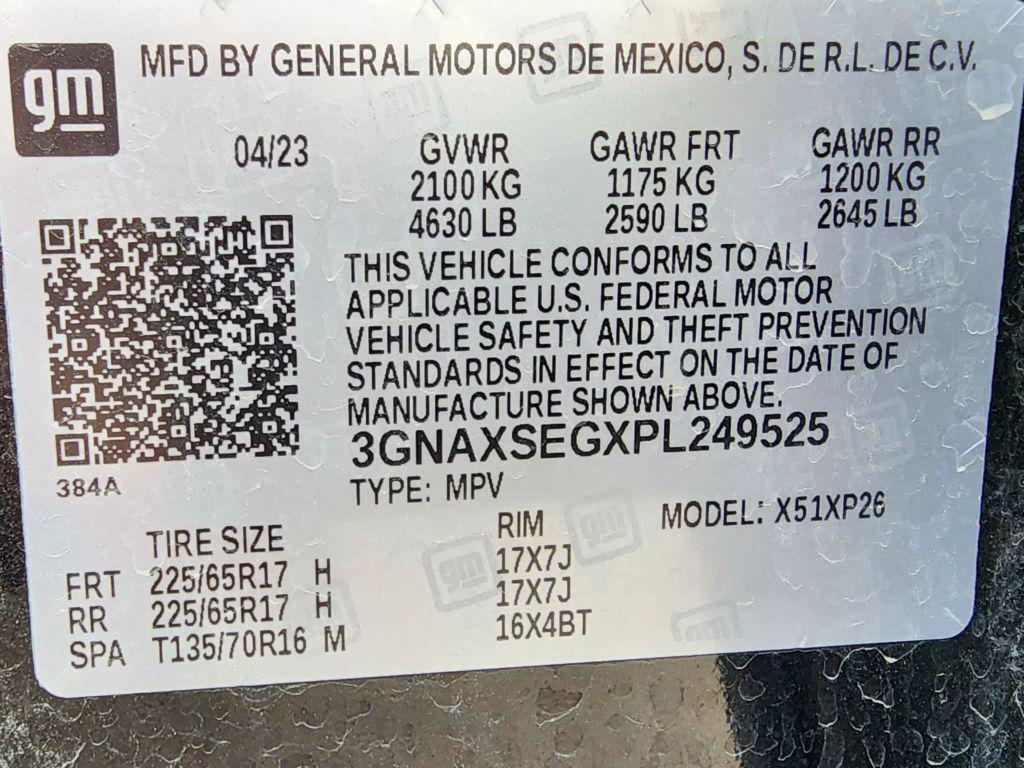 gm
MFD BY GENERAL MOTORS DE MEXICO, S. DE R.L. DE C.V.
04/23 GVWR GAWR FRT GAWR RR
2100 KG 1175 KG 1200 KG
4630 LB 2590 LB 2645 LB
THIS VEHICLE CONFORMS TO ALL
APPLICABLE U.S. FEDERAL MOTOR
VEHICLE SAFETY AND THEFT PREVENTION
STANDARDS IN EFFECT ON THE DATE OF
MANUFACTURE SHOWN ABOVE.
3GNAXSEGXPL249525
384A
TYPE: MPV
MODEL: X51XP26
TIRE SIZE RIM
FRT 225/65R17 H 17X7J
RR 225/65R17 H 17X7J
SPA T135/70R16 M 16X4BT
gm
gm
gm